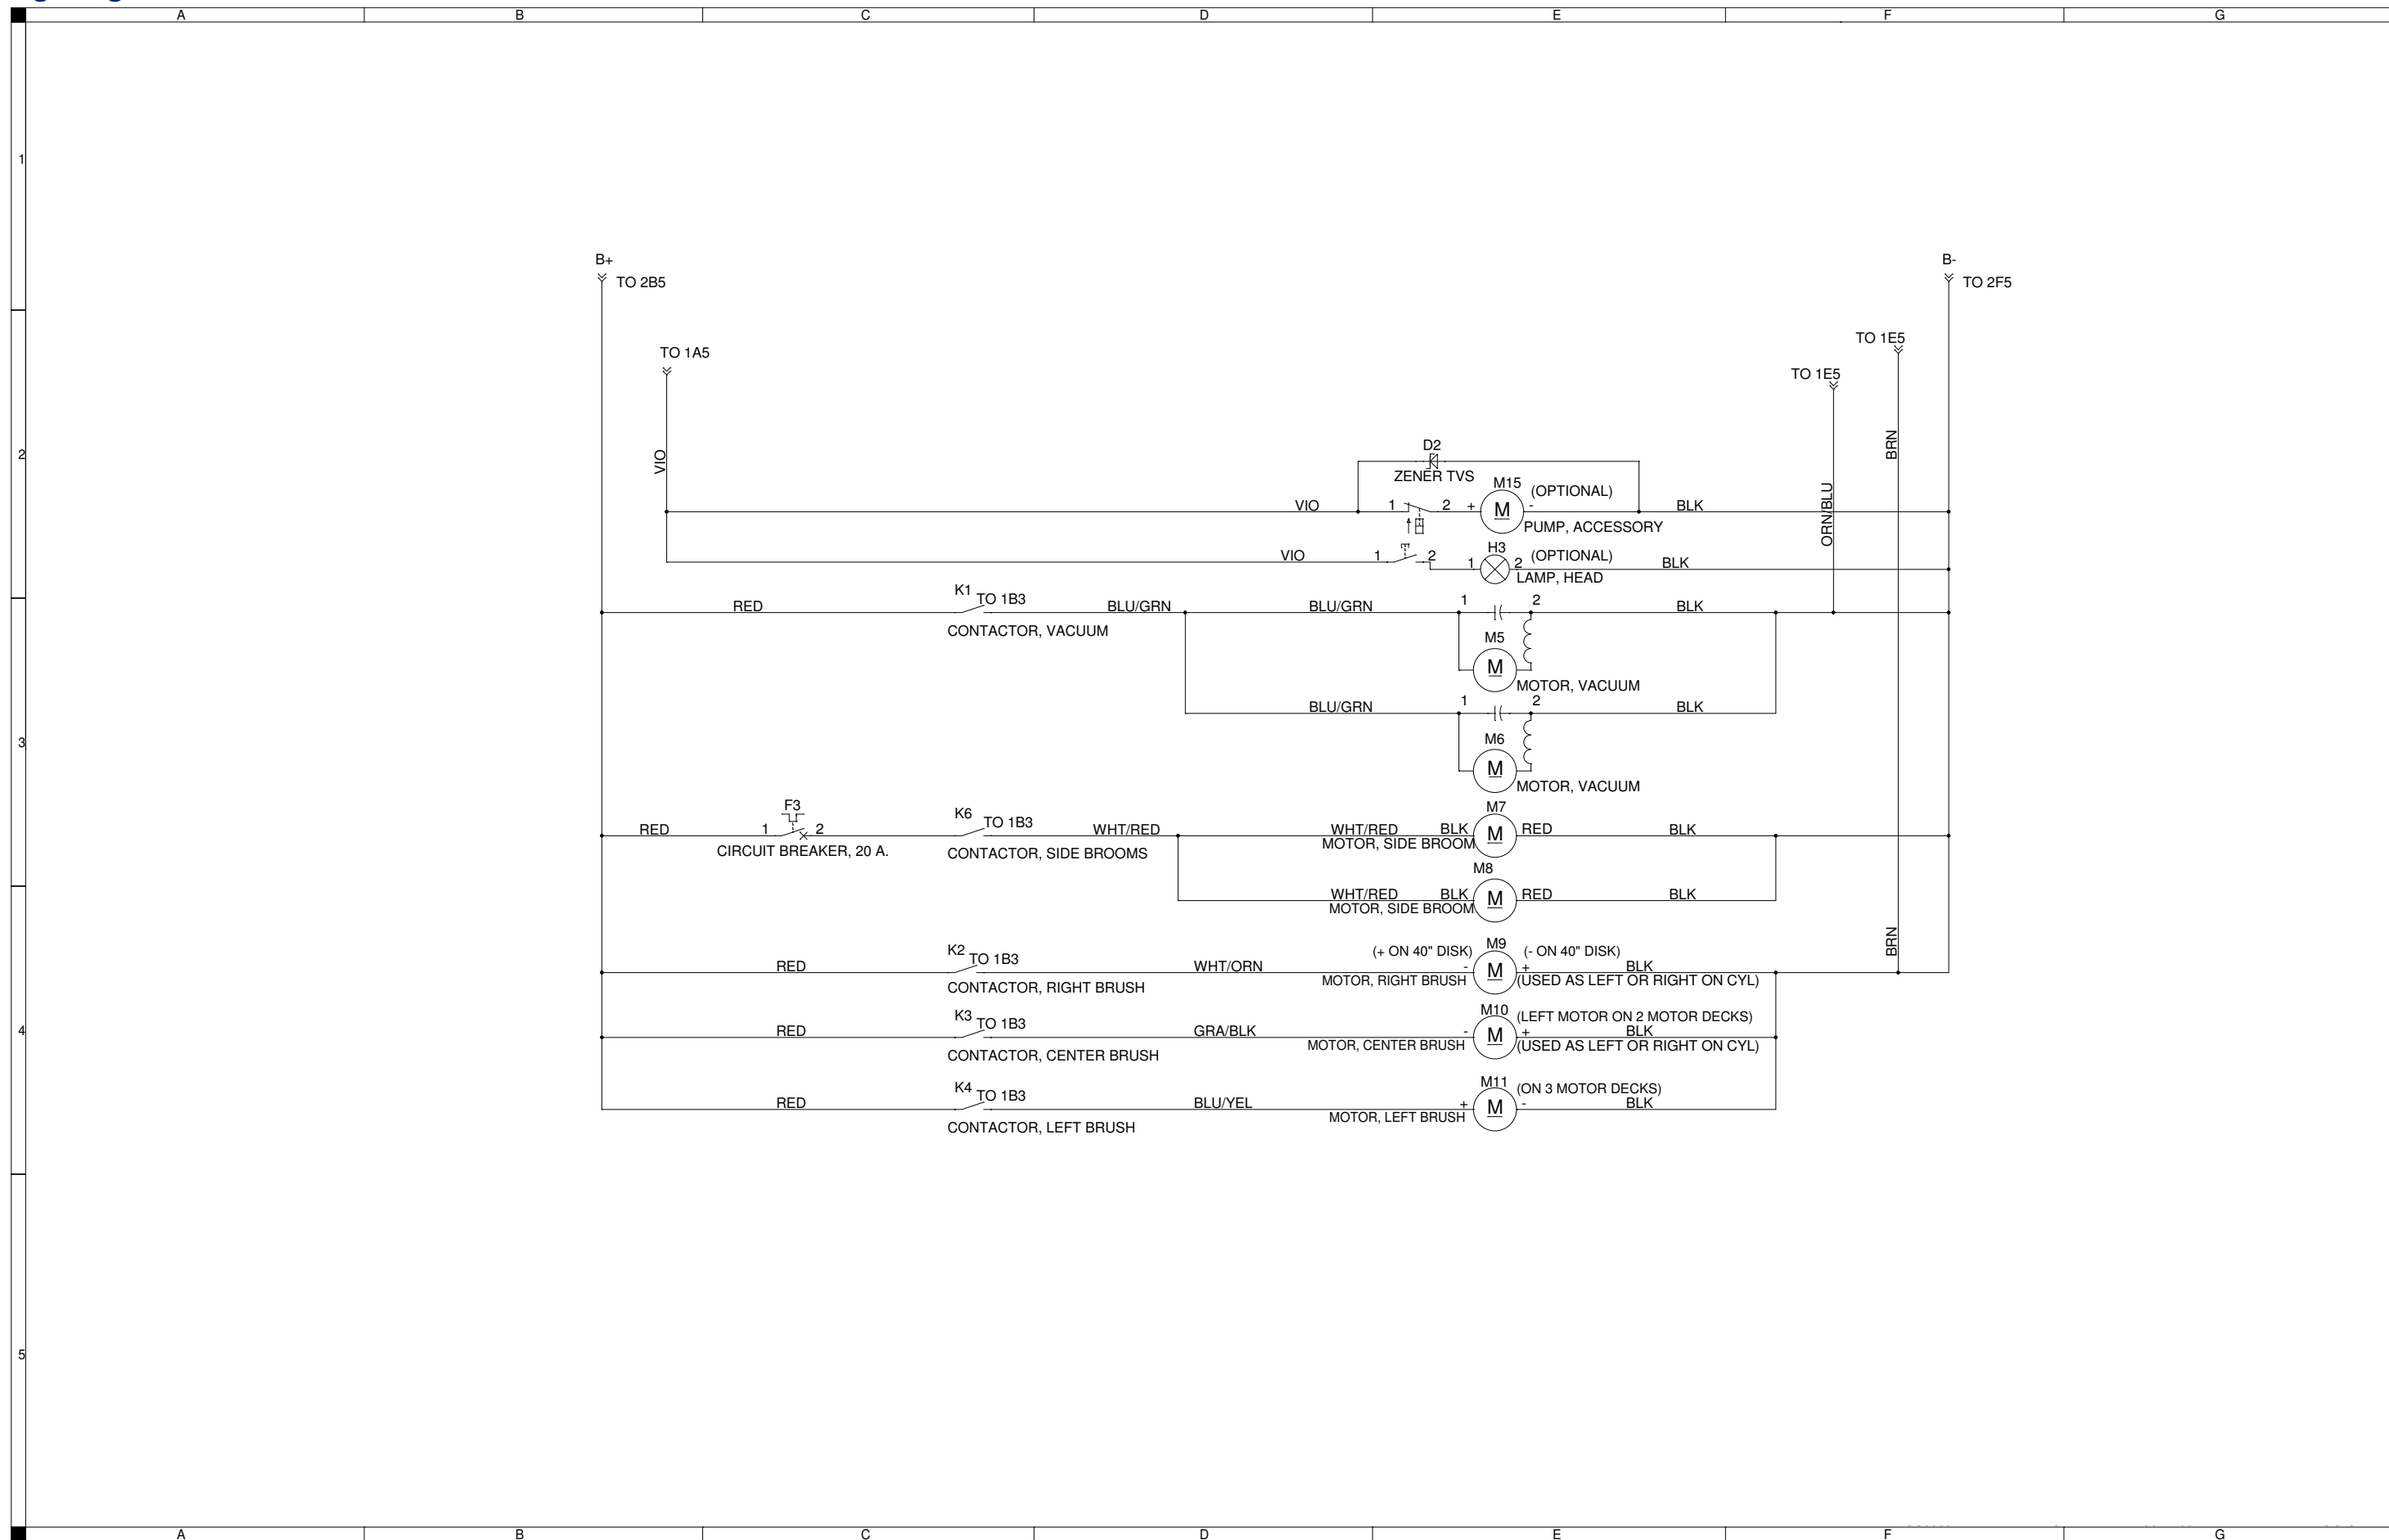 A B C D E F G
1
B+ B-
TO 2B5 TO 2F5
TO 1E5
TO 1A5
TO 1E5
2
VIO BRN
D2
ZENER TVS
M15 (OPTIONAL)
VIO 1 2 + M - BLK
ORN/BLU
PUMP, ACCESSORY
H3 (OPTIONAL)
VIO 1 2 1 2 BLK
LAMP, HEAD
K1 TO 1B3
RED BLU/GRN BLU/GRN 1 2 BLK
CONTACTOR, VACUUM
M5
M
MOTOR, VACUUM
BLU/GRN 1 2 BLK
3
M6
M
MOTOR, VACUUM
F3 K6 TO 1B3 M7
RED 1 2 WHT/RED WHT/RED BLK M RED BLK
CIRCUIT BREAKER, 20 A. CONTACTOR, SIDE BROOMS MOTOR, SIDE BROOM
M8
WHT/RED BLK M RED BLK
MOTOR, SIDE BROOM
BRN
K2 TO 1B3 (+ ON 40" DISK) M9 (- ON 40" DISK)
RED WHT/ORN - M + BLK
CONTACTOR, RIGHT BRUSH MOTOR, RIGHT BRUSH (USED AS LEFT OR RIGHT ON CYL)
K3 TO 1B3 M10 (LEFT MOTOR ON 2 MOTOR DECKS)
4
RED GRA/BLK - M + BLK
CONTACTOR, CENTER BRUSH MOTOR, CENTER BRUSH (USED AS LEFT OR RIGHT ON CYL)
K4 TO 1B3 M11 (ON 3 MOTOR DECKS)
RED BLU/YEL + M - BLK
CONTACTOR, LEFT BRUSH MOTOR, LEFT BRUSH
5
A B C D E F G